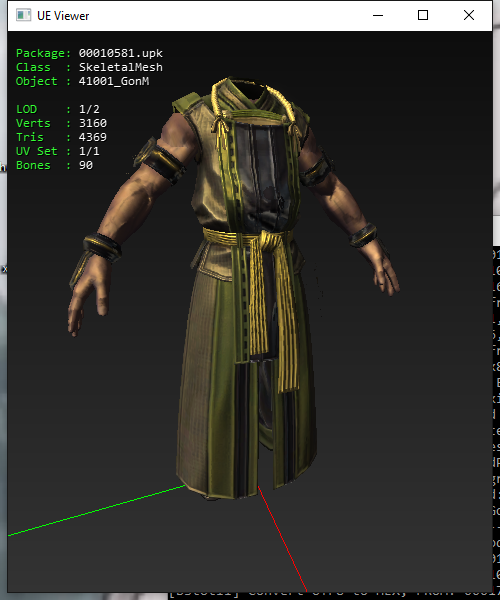 UE Viewer
Package: 00010581.upk
Class : SkeletalMesh
Object : 41001_GonM
LOD : 1/2
Verts : 3160
Tris : 4369
UV Set : 1/1
Bones : 90